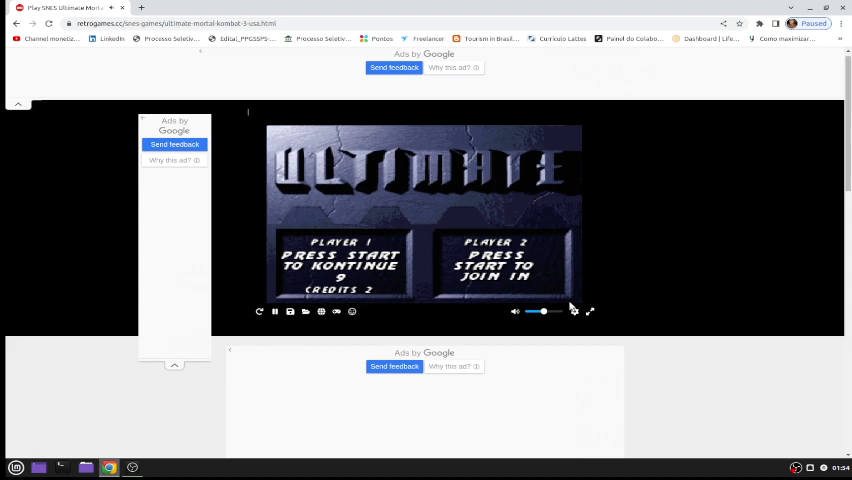 Play SNES Ultimate Mort
Paused
retrogames.cc/snes-games/ultimate-mortal-kombat-3-usa.html
Channel monetiz...
LinkedIn
Processo Seletiv...
Edital_PPGSSPS-...
Processo Seletiv...
Pontos
Freelancer
Tourism in Brasil...
Currículo Lattes
Painel do Colabo...
Dashboard | Life...
Como maximizar...
»
Ads by Google
Send feedback
Why this ad?
Ads by
Google
Send feedback
Why this ad?
ULTIMATE
PLAYER 1
PRESS START
TO KONTINUE
9
CREDITS 2
PLAYER 2
PRESS
START TO
JOIN IN
Ads by Google
Send feedback
Why this ad?
01:54